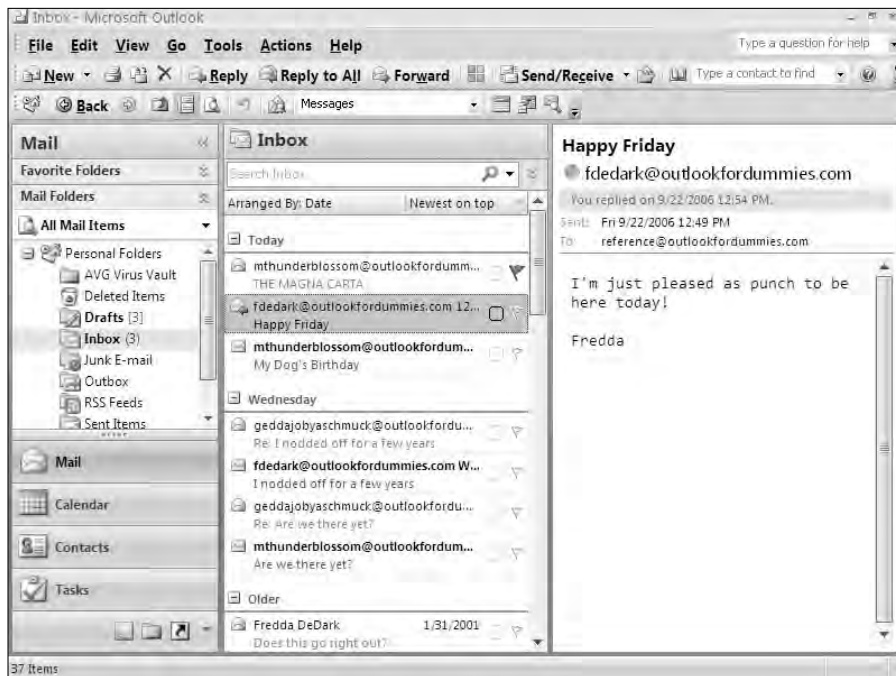 Inbox - Microsoft Outlook
File Edit View Go Tools Actions Help
Type a question for help
New Reply Reply to All Forward Send/Receive Type a contact to find
Back Messages
Mail
Favorite Folders
Mail Folders
All Mail Items
Personal Folders
AVG Virus Vault
Deleted Items
Drafts [3]
Inbox (3)
Junk E-mail
Outbox
RSS Feeds
Sent Items
Mail
Calendar
Contacts
Tasks
Inbox
Search Inbox
Arranged By: Date Newest on top
Today
mthunderblossom@outlookfordumm...
THE MAGNA CARTA
fdedark@outlookfordummies.com 12...
Happy Friday
mthunderblossom@outlookfordum...
My Dog's Birthday
Wednesday
geddajobyaschmuck@outlookfordu...
Re: I nodded off for a few years
fdedark@outlookfordummies.com W...
I nodded off for a few years
geddajobyaschmuck@outlookfordu...
Re: Are we there yet?
mthunderblossom@outlookfordum...
Are we there yet?
Older
Fredda DeDark 1/31/2001
Does this go right out?
Happy Friday
fdedark@outlookfordummies.com
You replied on 9/22/2006 12:54 PM.
Sent: Fri 9/22/2006 12:49 PM
To: reference@outlookfordummies.com
I'm just pleased as punch to be
here today!
Fredda
37 Items